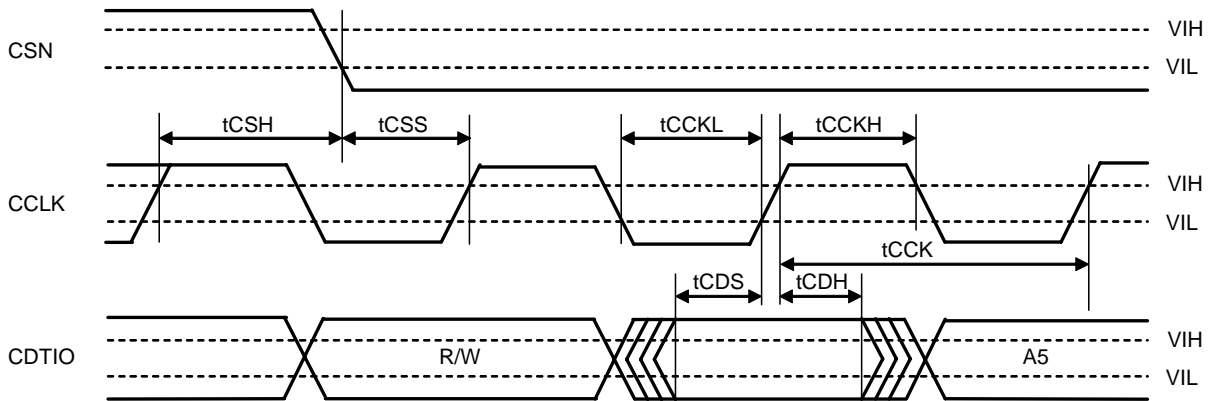 CSN
VIH
VIL
tCSH
tCSS
tCCKL
tCCKH
CCLK
VIH
VIL
tCCK
tCDS
tCDH
CDTIO
R/W
A5
VIH
VIL